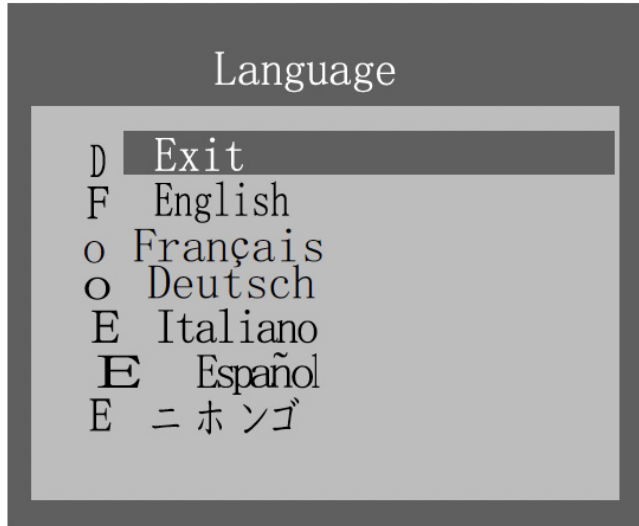 Language
D Exit
F English
o Français
o Deutsch
E Italiano
E Español
E ニホンゴ